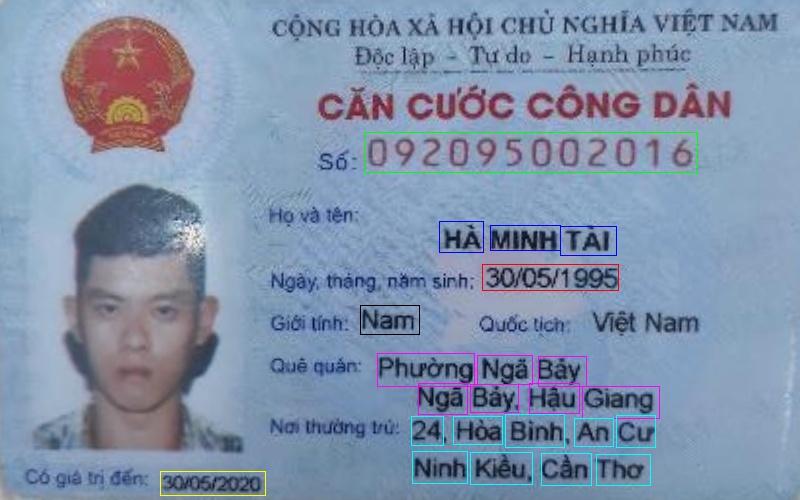 CỘNG HÒA XÃ HỘI CHỦ NGHĨA VIỆT NAM
Độc lập - Tự do - Hạnh phúc
CĂN CƯỚC CÔNG DÂN
Số: 092095002016
Họ và tên:
HÀ MINH TÀI
Ngày, tháng, năm sinh: 30/05/1995
Giới tính: Nam Quốc tịch: Việt Nam
Quê quán: Phường Ngã Bảy
Ngã Bảy, Hậu Giang
Nơi thường trú: 24, Hòa Bình, An Cư
Ninh Kiều, Cần Thơ
Có giá trị đến: 30/05/2020